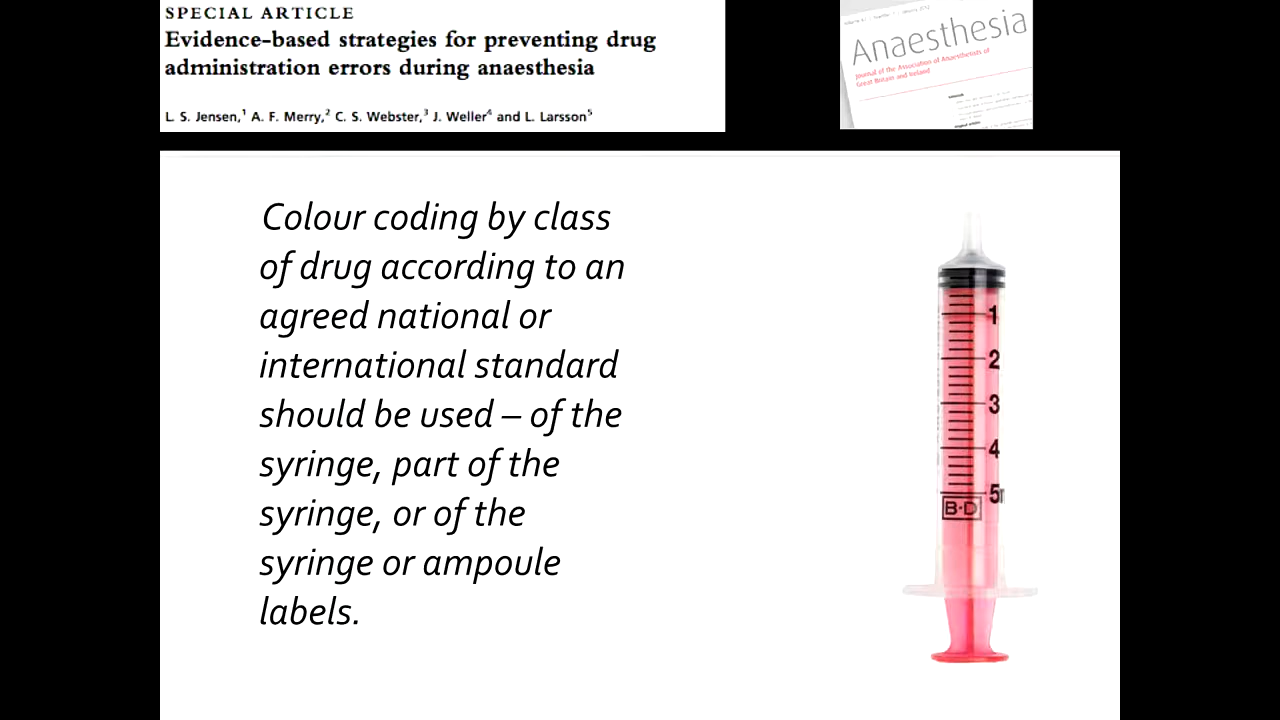 SPECIAL ARTICLE
Evidence-based strategies for preventing drug
administration errors during anaesthesia
L. S. Jensen,¹ A. F. Merry,² C. S. Webster,³ J. Weller⁴ and L. Larsson⁵
Anaesthesia
Journal of the Association of Anaesthetists of
Great Britain and Ireland
Colour coding by class
of drug according to an
agreed national or
international standard
should be used – of the
syringe, part of the
syringe, or of the
syringe or ampoule
labels.
1
2
3
4
5
B-D